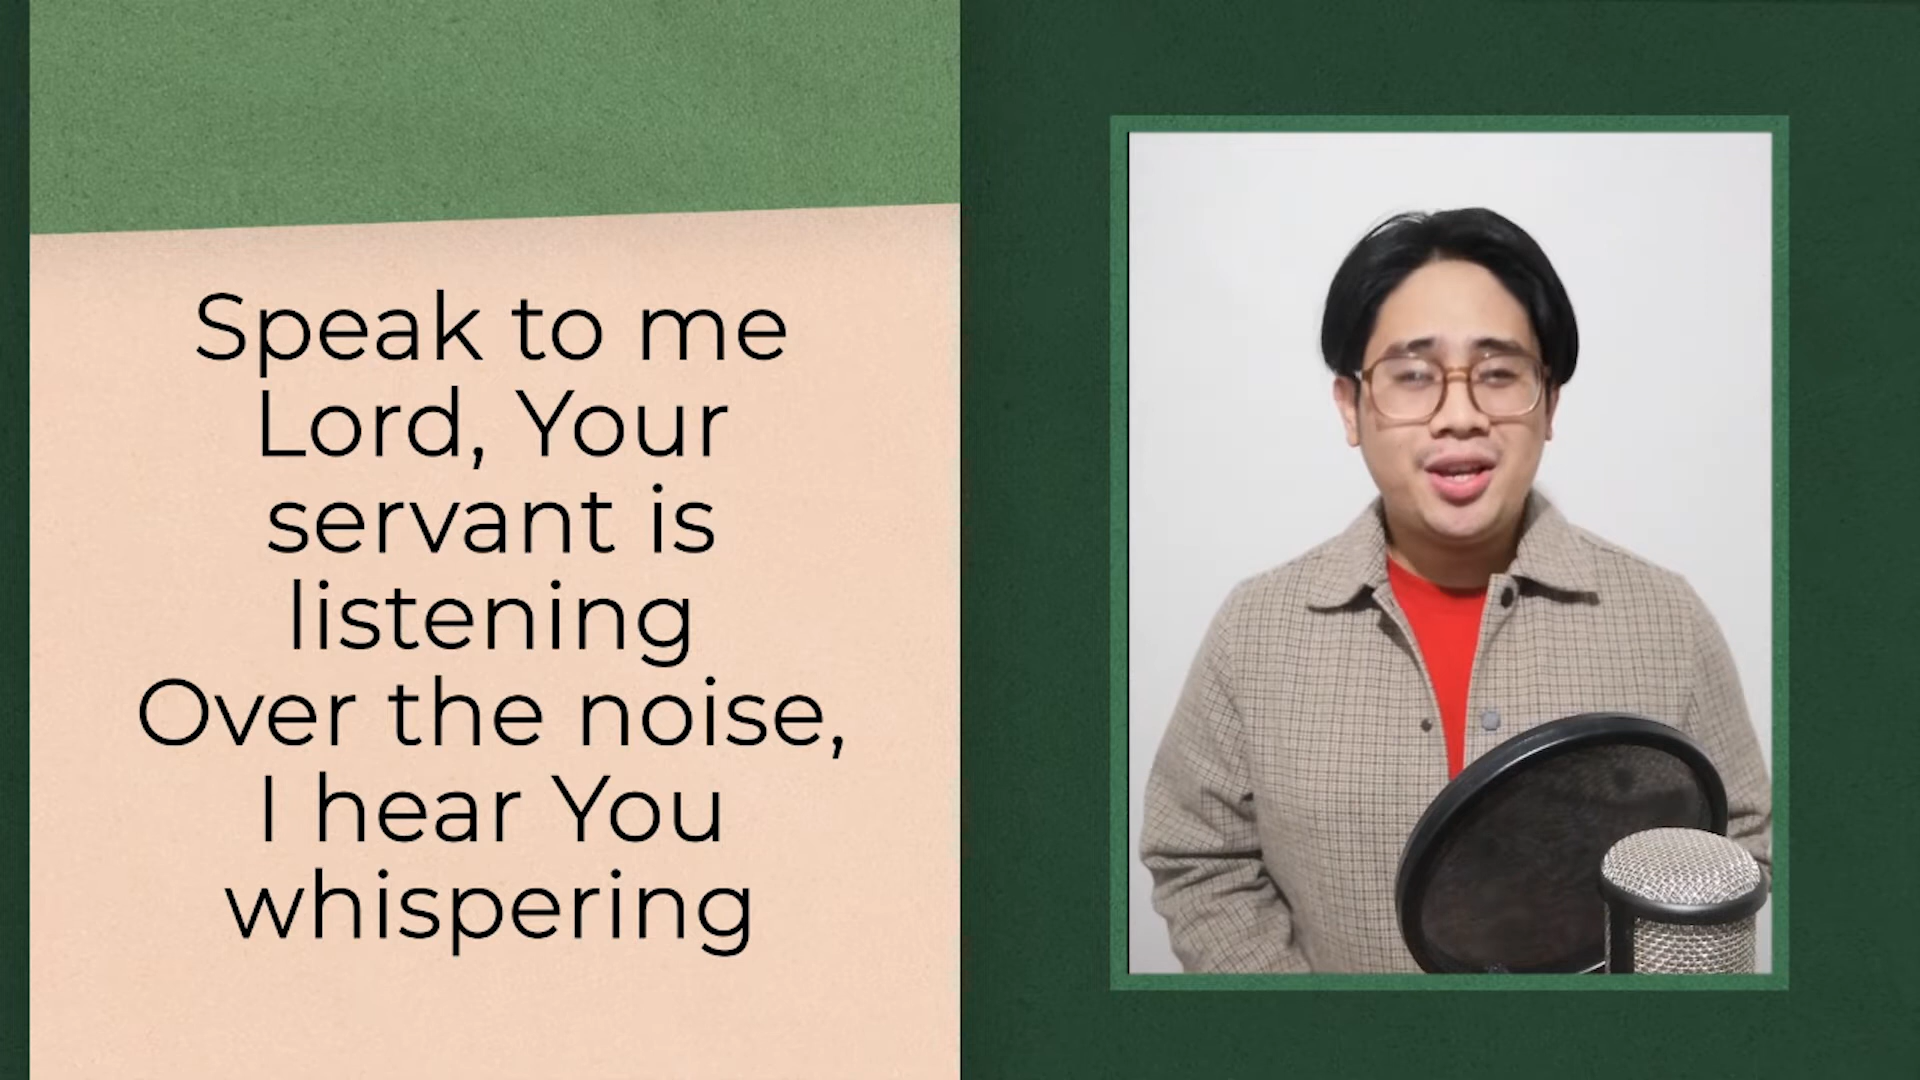 Speak to me
Lord, Your
servant is
listening
Over the noise,
I hear You
whispering